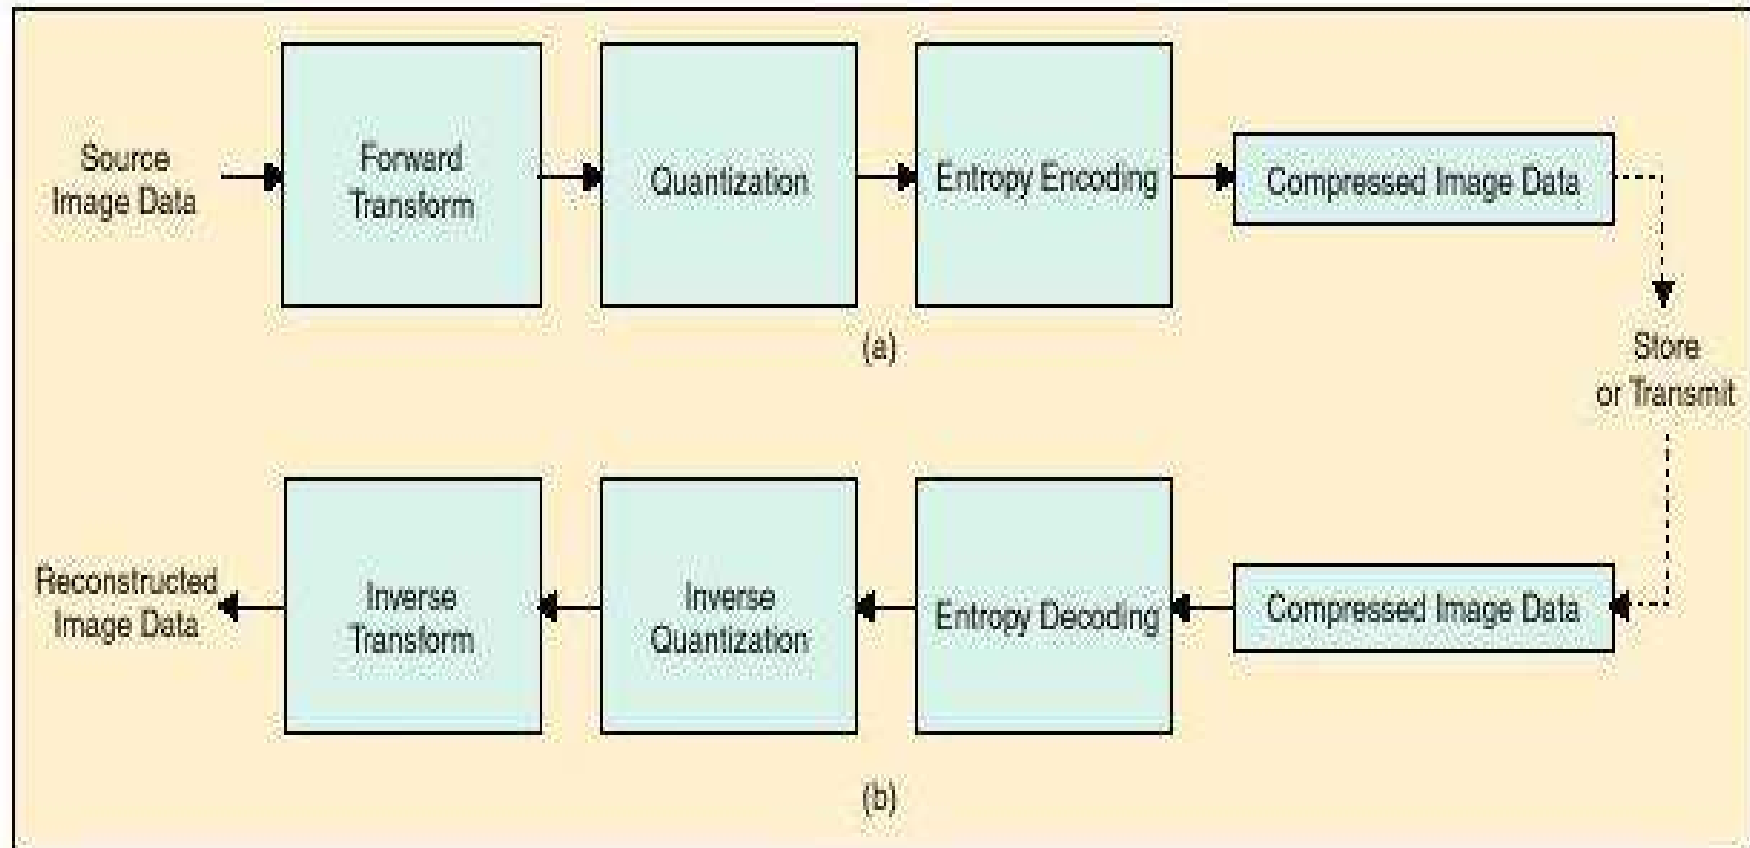 Source
Image Data
Forward
Transform
Quantization
Entropy Encoding
Compressed Image Data
(a)
Store
or Transmit
Reconstructed
Image Data
Inverse
Transform
Inverse
Quantization
Entropy Decoding
Compressed Image Data
(b)